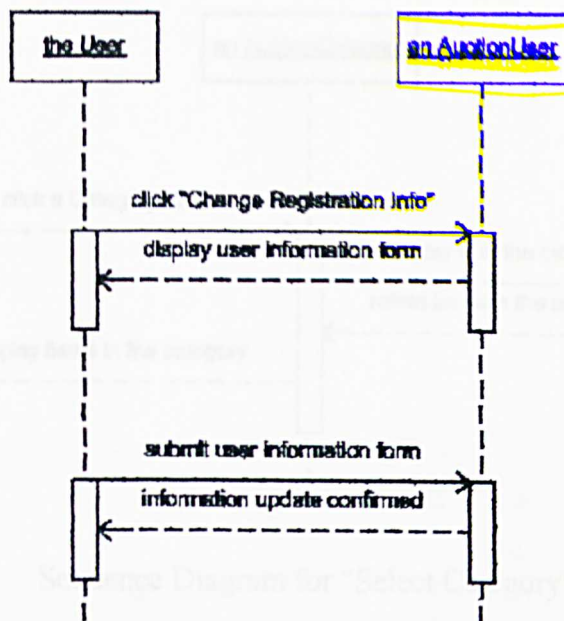 the User
an AuctionUser
click "Change Registration Info"
display user information form
submit user information form
information update confirmed
Sequence Diagram for "Select Category"